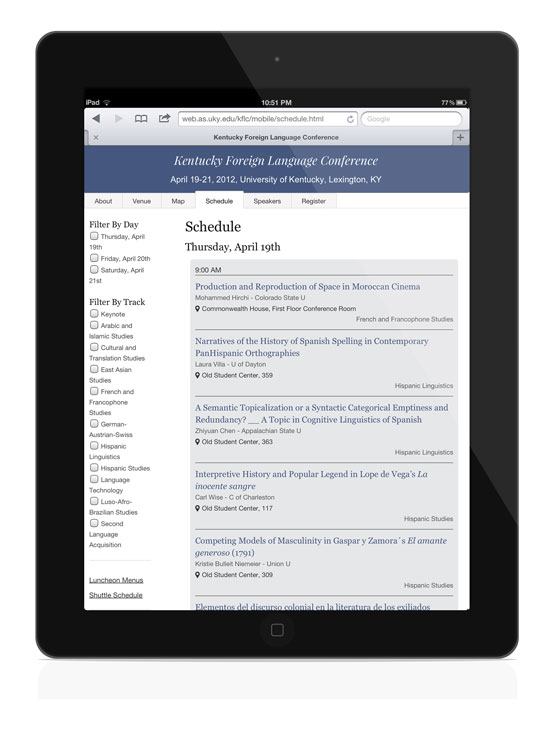 iPad
10:51 PM
77%
web.as.uky.edu/kflc/mobile/schedule.html
Google
Kentucky Foreign Language Conference
Kentucky Foreign Language Conference
April 19-21, 2012, University of Kentucky, Lexington, KY
About
Venue
Map
Schedule
Speakers
Register
Filter By Day
Thursday, April
19th
Friday, April 20th
Saturday, April
21st
Filter By Track
Keynote
Arabic and
Islamic Studies
Cultural and
Translation Studies
East Asian
Studies
French and
Francophone
Studies
German-
Austrian-Swiss
Hispanic
Linguistics
Hispanic Studies
Language
Technology
Luso-Afro-
Brazilian Studies
Second
Language
Acquisition
Luncheon Menus
Shuttle Schedule
Schedule
Thursday, April 19th
9:00 AM
Production and Reproduction of Space in Moroccan Cinema
Mohammed Hirchi - Colorado State U
Commonwealth House, First Floor Conference Room
French and Francophone Studies
Narratives of the History of Spanish Spelling in Contemporary
PanHispanic Orthographies
Laura Villa - U of Dayton
Old Student Center, 359
Hispanic Linguistics
A Semantic Topicalization or a Syntactic Categorical Emptiness and
Redundancy? __ A Topic in Cognitive Linguistics of Spanish
Zhiyuan Chen - Appalachian State U
Old Student Center, 363
Hispanic Linguistics
Interpretive History and Popular Legend in Lope de Vega's La
inocente sangre
Carl Wise - C of Charleston
Old Student Center, 117
Hispanic Studies
Competing Models of Masculinity in Gaspar y Zamora´s El amante
generoso (1791)
Kristie Bulleit Niemeier - Union U
Old Student Center, 309
Hispanic Studies
Elementos del discurso colonial en la literatura de los exiliados